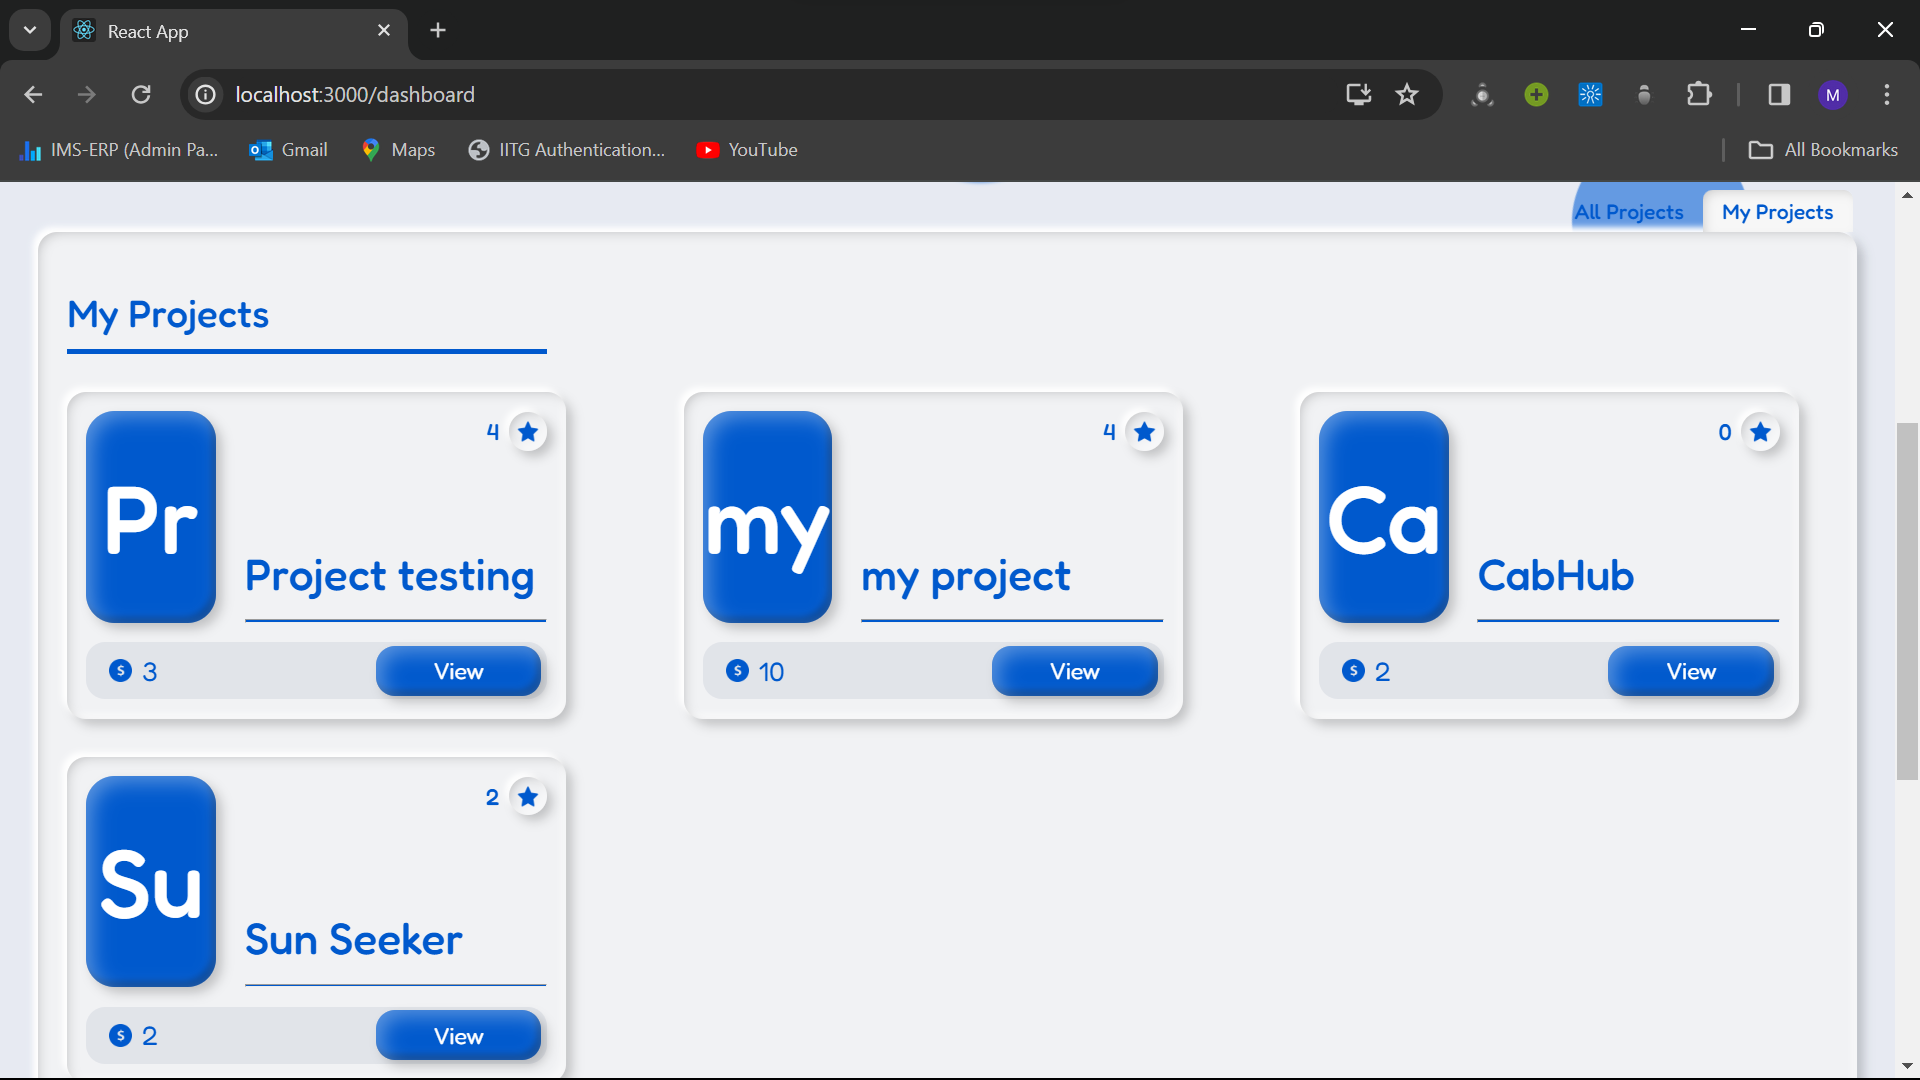 React App
localhost:3000/dashboard
M
IMS-ERP (Admin Pa...
Gmail
Maps
IITG Authentication...
YouTube
All Bookmarks
All Projects
My Projects
My Projects
4
Pr
Project testing
$ 3
View
4
my
my project
$ 10
View
0
Ca
CabHub
$ 2
View
2
Su
Sun Seeker
$ 2
View